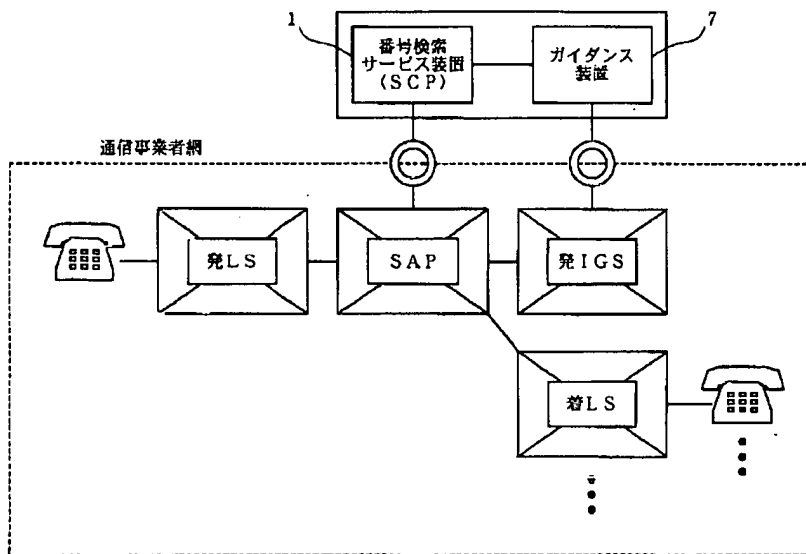 1
番号検索
サービス装置
(SCP)
ガイダンス
装置
7
通信事業者網
発LS
SAP
発IGS
着LS